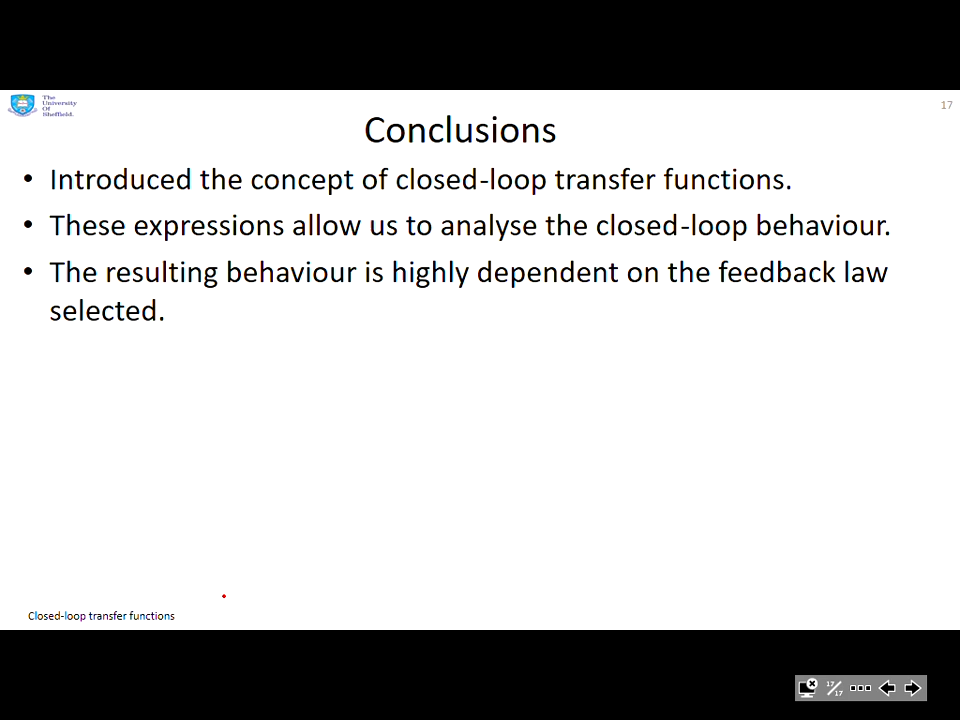 The
University
Of
Sheffield.
17
Conclusions
• Introduced the concept of closed-loop transfer functions.
• These expressions allow us to analyse the closed-loop behaviour.
• The resulting behaviour is highly dependent on the feedback law
selected.
Closed-loop transfer functions
17/17